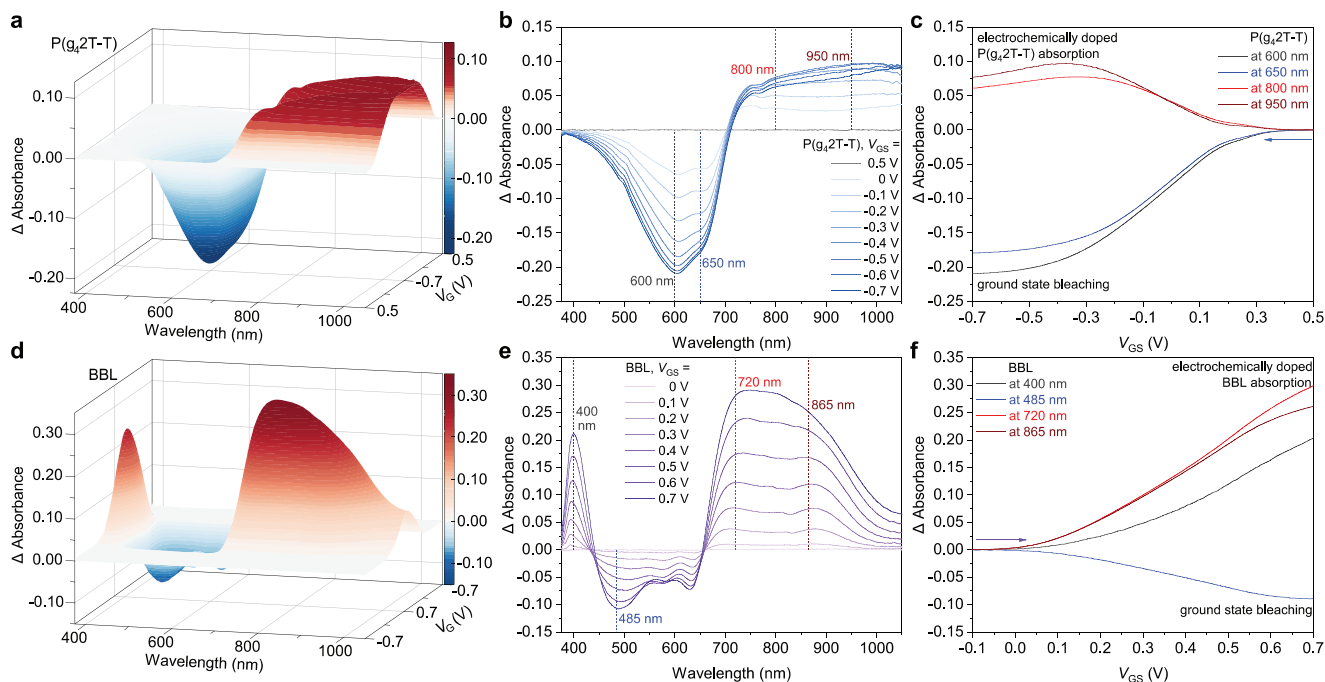 a
P(g₄2T-T)
0.10
0.00
-0.10
-0.20
Δ Absorbance
400
600
800
1000
Wavelength (nm)
0.5
-0.7
0.5
V_G (V)
0.10
0.00
-0.10
-0.20
b
0.15
0.10
0.05
0.00
-0.05
-0.10
-0.15
-0.20
-0.25
Δ Absorbance
800 nm
950 nm
600 nm
650 nm
P(g₄2T-T), V_GS =
0.5 V
0 V
-0.1 V
-0.2 V
-0.3 V
-0.4 V
-0.5 V
-0.6 V
-0.7 V
400
500
600
700
800
900
1000
Wavelength (nm)
c
electrochemically doped
P(g₄2T-T) absorption
P(g₄2T-T)
at 600 nm
at 650 nm
at 800 nm
at 950 nm
0.15
0.10
0.05
0.00
-0.05
-0.10
-0.15
-0.20
-0.25
Δ Absorbance
ground state bleaching
-0.7
-0.5
-0.3
-0.1
0.1
0.3
0.5
V_GS (V)
d
BBL
0.30
0.20
0.10
0.00
-0.10
Δ Absorbance
400
600
800
1000
Wavelength (nm)
-0.7
0.7
-0.7
V_G (V)
0.30
0.20
0.10
0.00
-0.10
e
0.35
0.30
0.25
0.20
0.15
0.10
0.05
0.00
-0.05
-0.10
-0.15
Δ Absorbance
400
nm
BBL, V_GS =
0 V
0.1 V
0.2 V
0.3 V
0.4 V
0.5 V
0.6 V
0.7 V
720 nm
865 nm
485 nm
400
500
600
700
800
900
1000
Wavelength (nm)
f
BBL
at 400 nm
at 485 nm
at 720 nm
at 865 nm
electrochemically doped
BBL absorption
0.35
0.30
0.25
0.20
0.15
0.10
0.05
0.00
-0.05
-0.10
-0.15
Δ Absorbance
ground state bleaching
-0.1
0.0
0.1
0.2
0.3
0.4
0.5
0.6
0.7
V_GS (V)